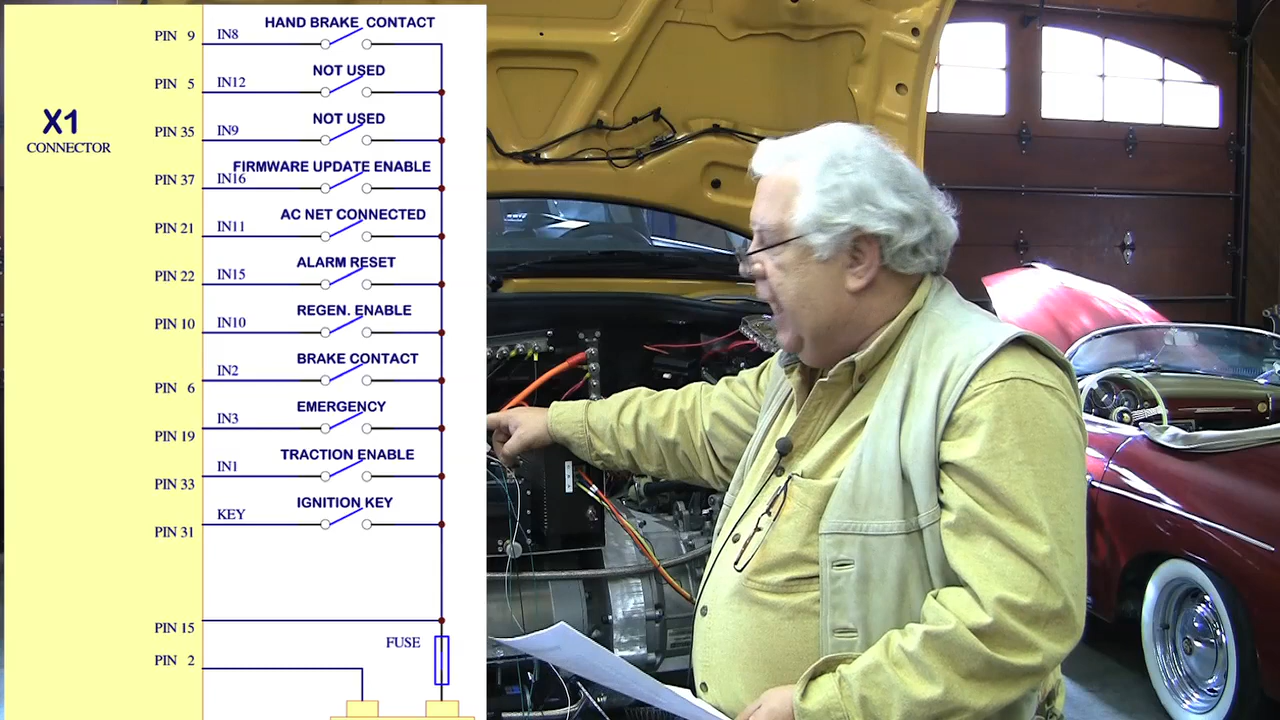 HAND BRAKE CONTACT
PIN 9 IN8
NOT USED
PIN 5 IN12
X1
CONNECTOR
NOT USED
PIN 35 IN9
FIRMWARE UPDATE ENABLE
PIN 37 IN16
AC NET CONNECTED
PIN 21 IN11
ALARM RESET
PIN 22 IN15
REGEN. ENABLE
PIN 10 IN10
BRAKE CONTACT
IN2
PIN 6
EMERGENCY
IN3
PIN 19
TRACTION ENABLE
IN1
PIN 33
IGNITION KEY
KEY
PIN 31
PIN 15
FUSE
PIN 2